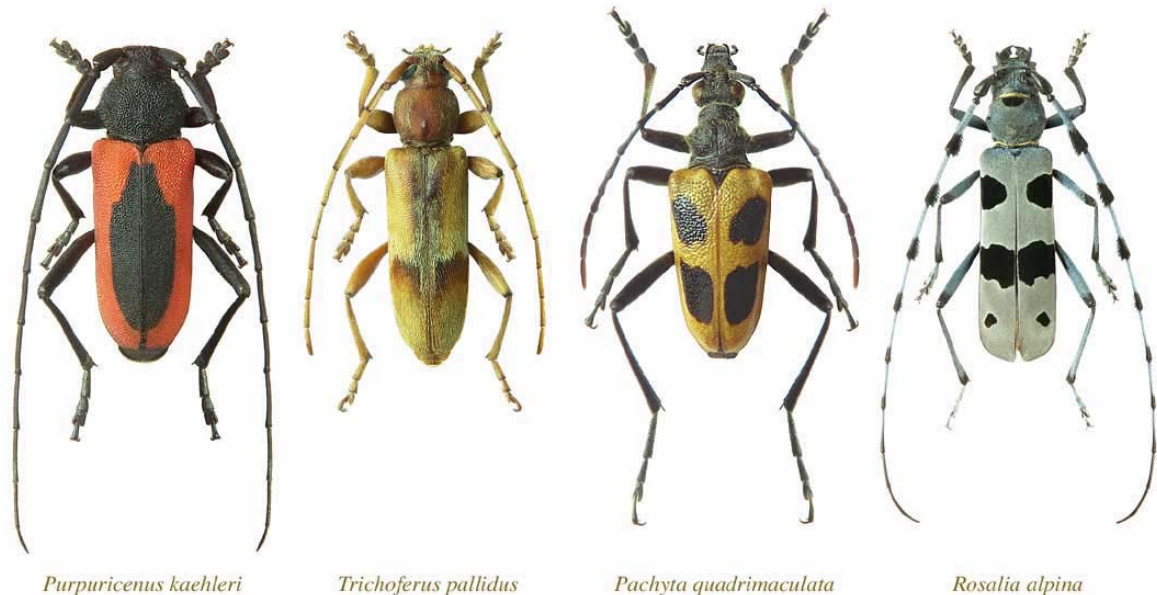 Purpuricenus kaehleri
Trichoferus pallidus
Pachyta quadrimaculata
Rosalia alpina